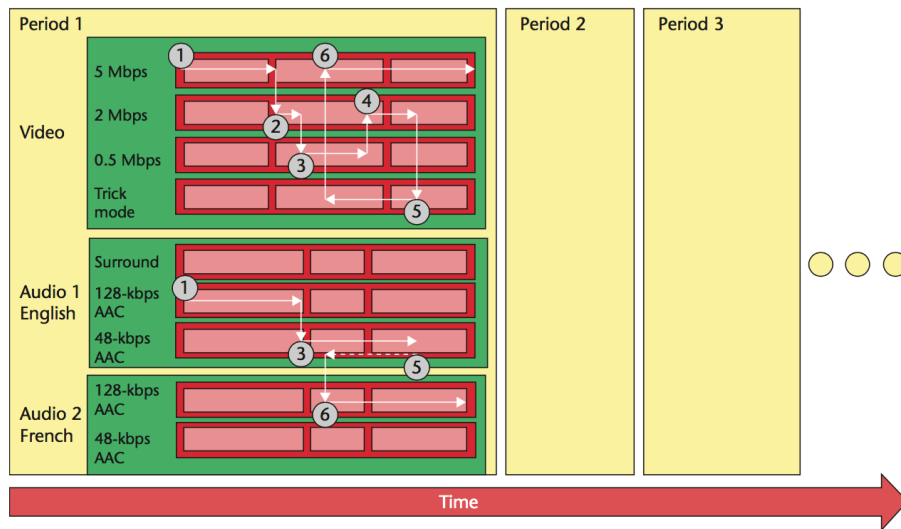 Period 1
Period 2
Period 3
Video
5 Mbps
1
6
2 Mbps
2
4
0.5 Mbps
3
Trick
mode
5
Audio 1
English
Surround
128-kbps
AAC
1
48-kbps
AAC
3
5
Audio 2
French
128-kbps
AAC
6
48-kbps
AAC
Time